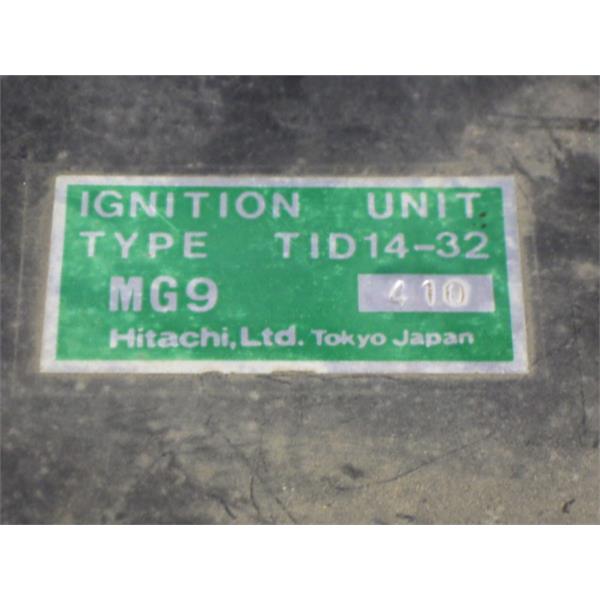 IGNITION UNIT
TYPE TID14-32
MG9 410
Hitachi, Ltd. Tokyo Japan